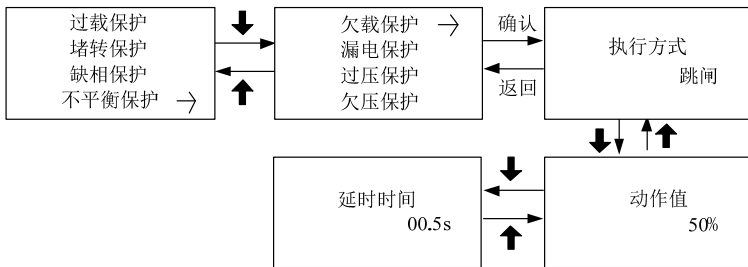 过载保护
堵转保护
缺相保护
不平衡保护
欠载保护
漏电保护
过压保护
欠压保护
确认
返回
执行方式
跳闸
延时时间
00.5s
动作值
50%